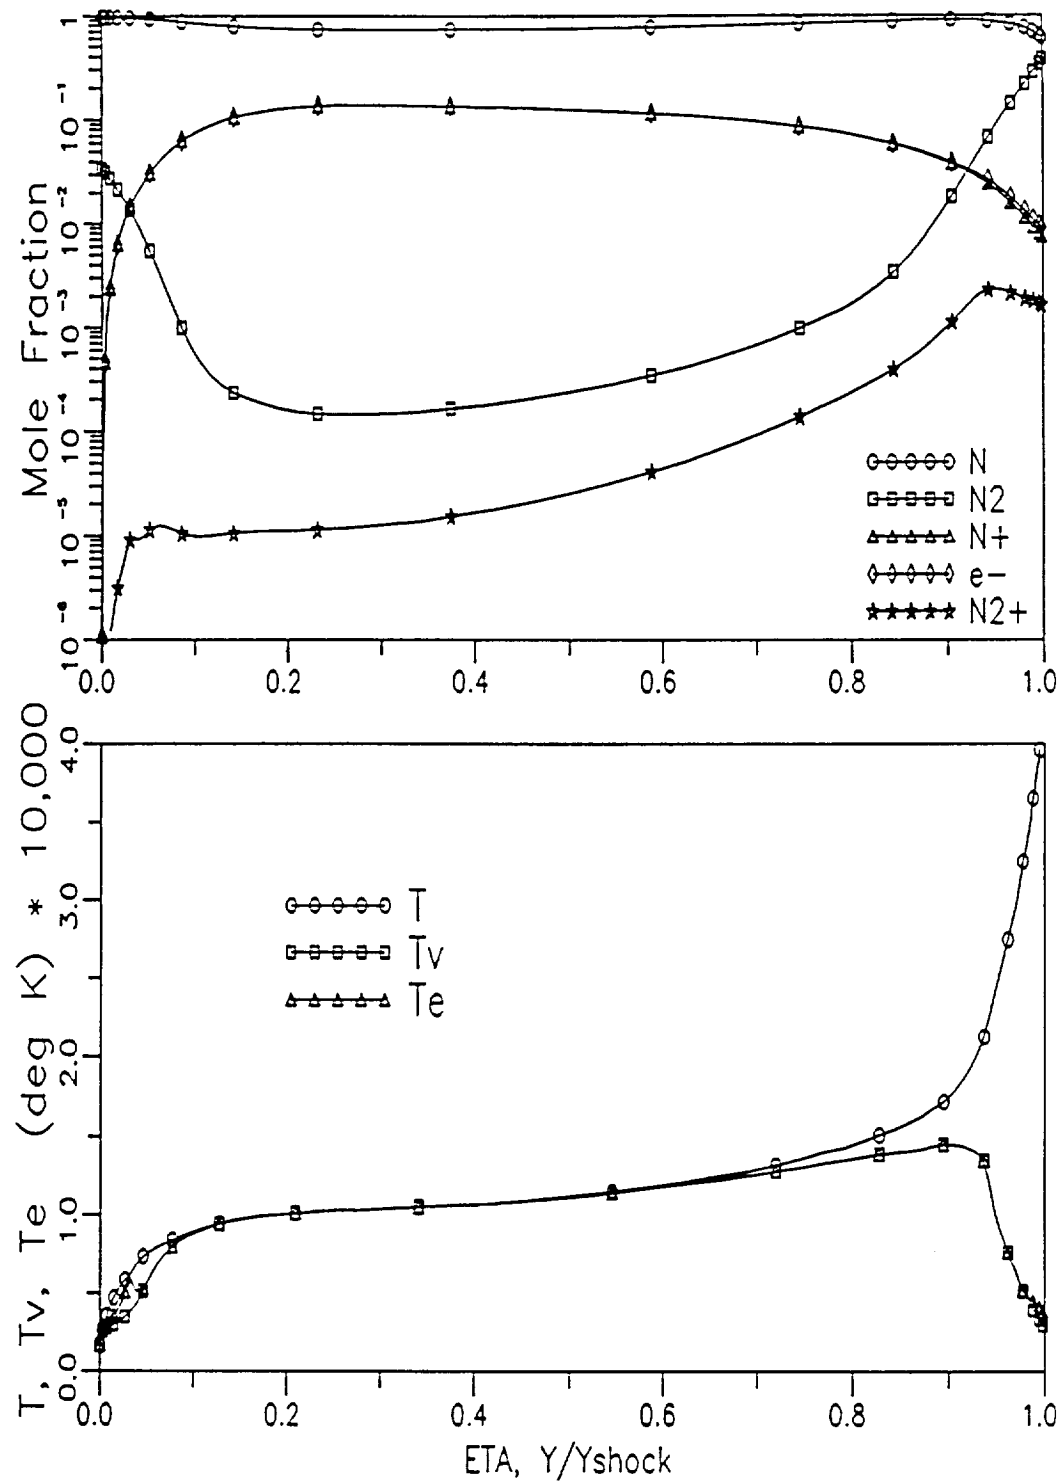 1
10⁻¹
10⁻²
10⁻³
10⁻⁴
10⁻⁵
10⁻⁶
Mole Fraction
N
N2
N+
e-
N2+
0.0 0.2 0.4 0.6 0.8 1.0
4.0
3.0
2.0
1.0
0.0
T, Tv, Te (deg K) * 10,000
T
Tv
Te
0.0 0.2 0.4 0.6 0.8 1.0
ETA, Y/Yshock